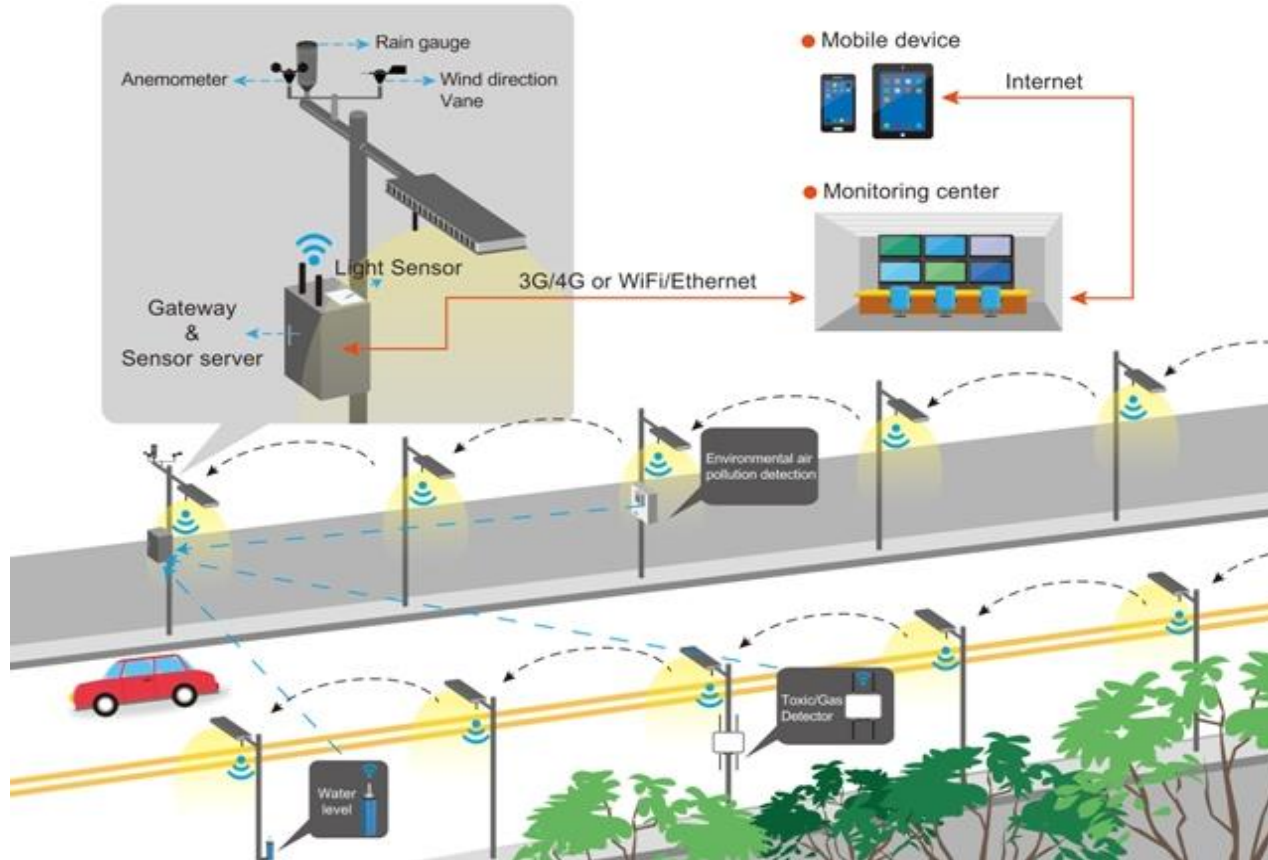 Rain gauge
Anemometer
Wind direction
Vane
Light Sensor
Gateway
&
Sensor server
Mobile device
Internet
Monitoring center
3G/4G or WiFi/Ethernet
Environmental air
pollution detection
Toxic/Gas
Detector
Water
level